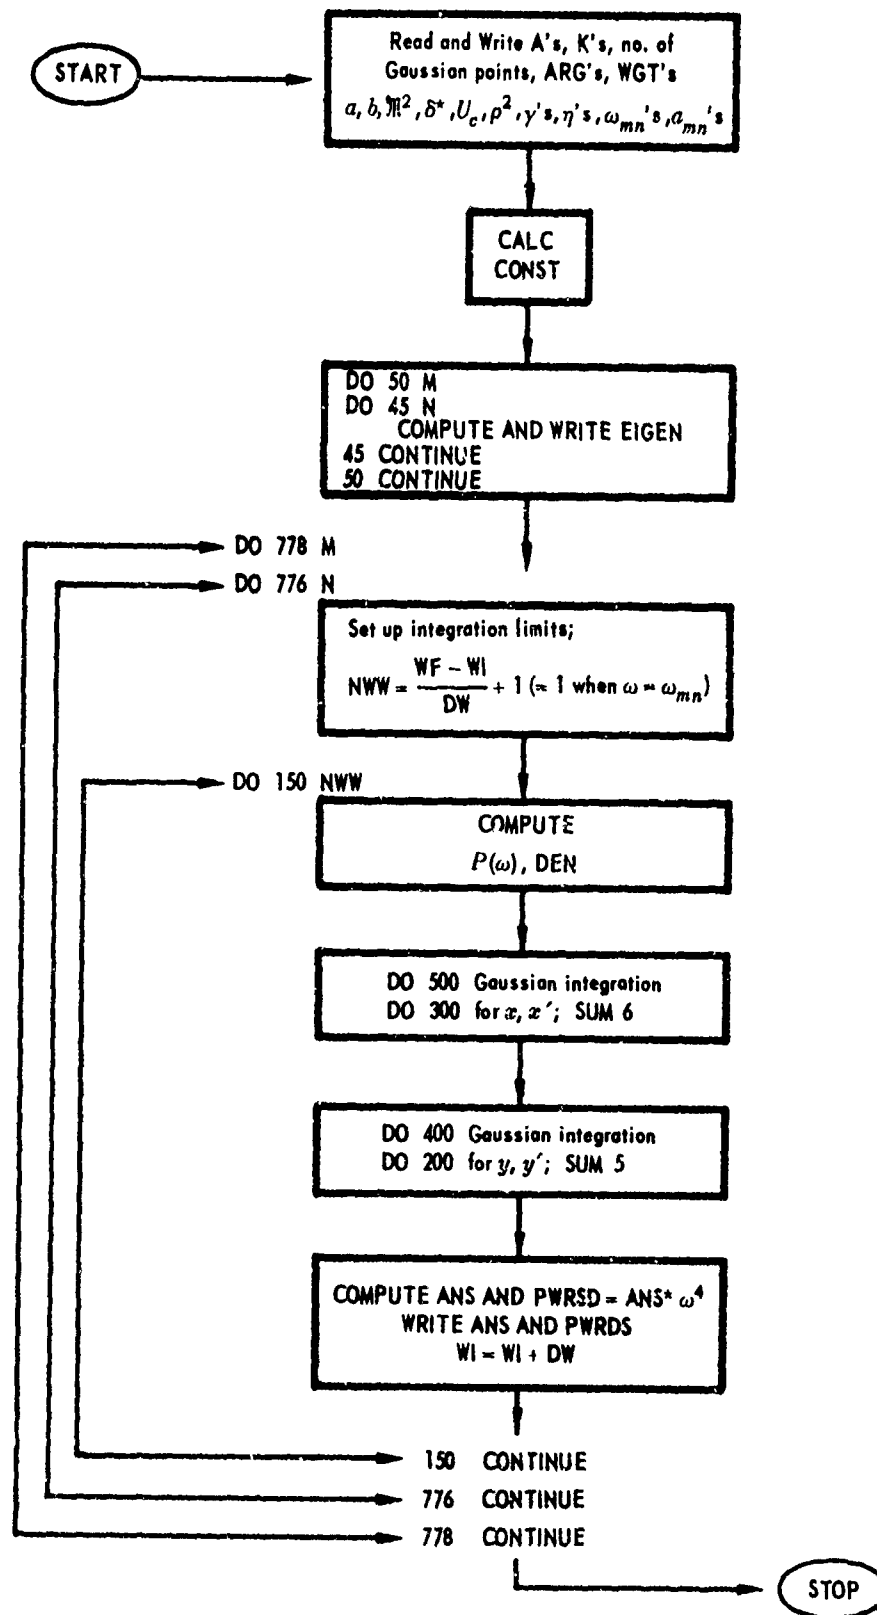 START
Read and Write A's, K's, no. of
Gaussian points, ARG's, WGT's
a, b, 𝔐², δ*, U_c, ρ², γ's, η's, ω_mn's, a_mn's
CALC
CONST
DO 50 M
DO 45 N
COMPUTE AND WRITE EIGEN
45 CONTINUE
50 CONTINUE
DO 778 M
DO 776 N
Set up integration limits;
NWW = (WF – WI)/DW + 1 (= 1 when ω = ω_mn)
DO 150 NWW
COMPUTE
P(ω), DEN
DO 500 Gaussian integration
DO 300 for x, x′; SUM 6
DO 400 Gaussian integration
DO 200 for y, y′; SUM 5
COMPUTE ANS AND PWRSD = ANS* ω⁴
WRITE ANS AND PWRDS
WI = WI + DW
150 CONTINUE
776 CONTINUE
778 CONTINUE
STOP